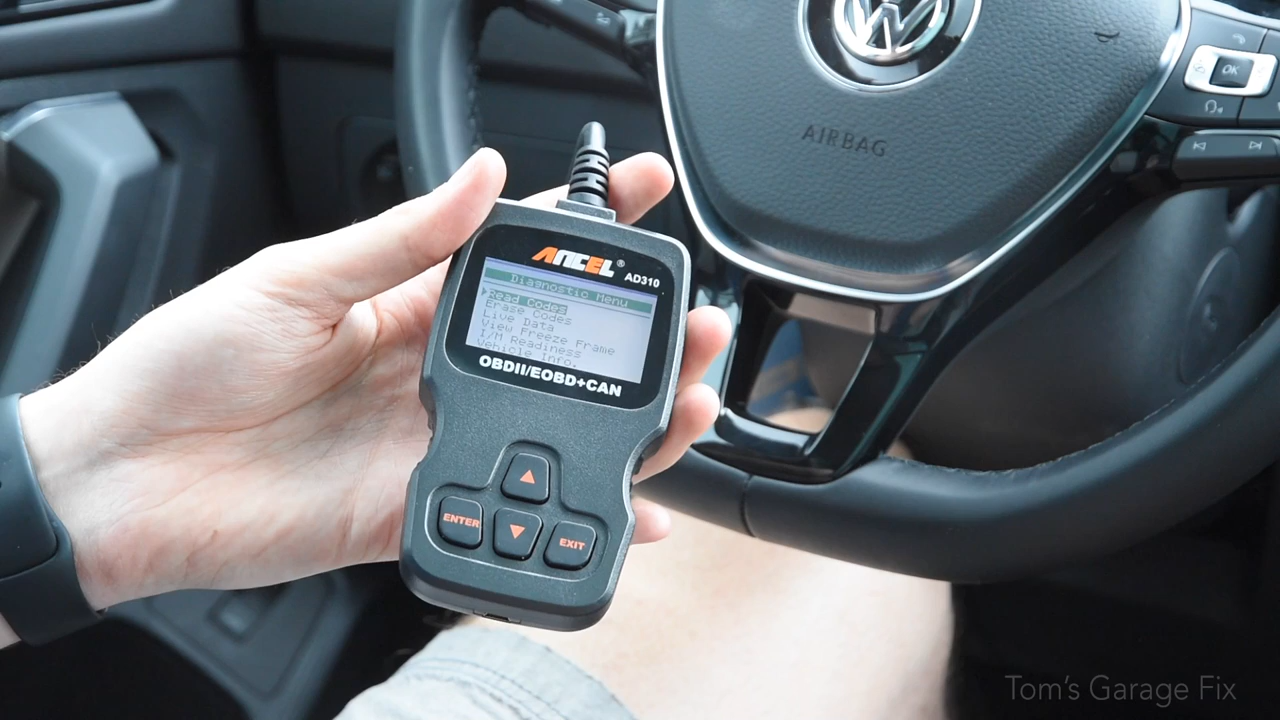 ANCEL®
AD310
Diagnostic Menu
Read Codes
Erase Codes
Live Data
View Freeze Frame
I/M Readiness
Vehicle Info.
OBDII/EOBD+CAN
ENTER
EXIT
AIRBAG
OK
Tom's Garage Fix